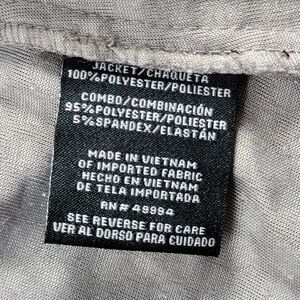 JACKET/CHAQUETA
100%POLYESTER/POLIESTER
COMBO/COMBINACIÓN
95%POLYESTER/POLIESTER
5%SPANDEX/ELASTÁN
MADE IN VIETNAM
OF IMPORTED FABRIC
HECHO EN VIETNAM
DE TELA IMPORTADA
RN# 49994
SEE REVERSE FOR CARE
VER AL DORSO PARA CUIDADO